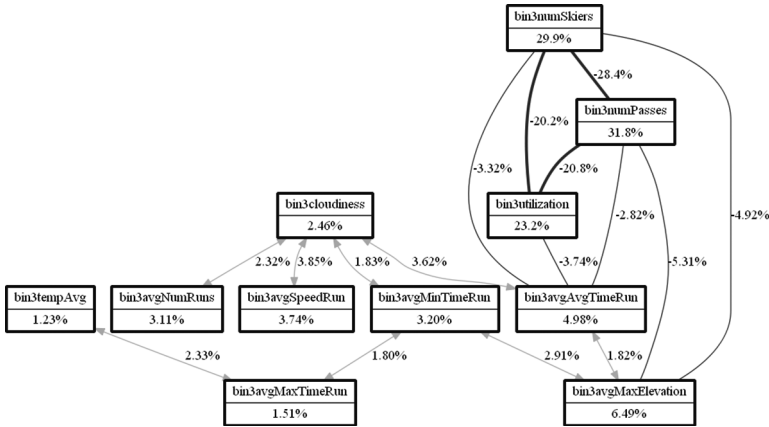 bin3numSkiers
29.9%
-28.4%
bin3numPasses
31.8%
-20.2%
-3.32%
-20.8%
bin3cloudiness
2.46%
bin3utilization
23.2%
-2.82%
-4.92%
2.32%
3.85%
1.83%
3.62%
-3.74%
-5.31%
bin3tempAvg
1.23%
bin3avgNumRuns
3.11%
bin3avgSpeedRun
3.74%
bin3avgMinTimeRun
3.20%
bin3avgAvgTimeRun
4.98%
2.33%
1.80%
2.91%
1.82%
bin3avgMaxTimeRun
1.51%
bin3avgMaxElevation
6.49%